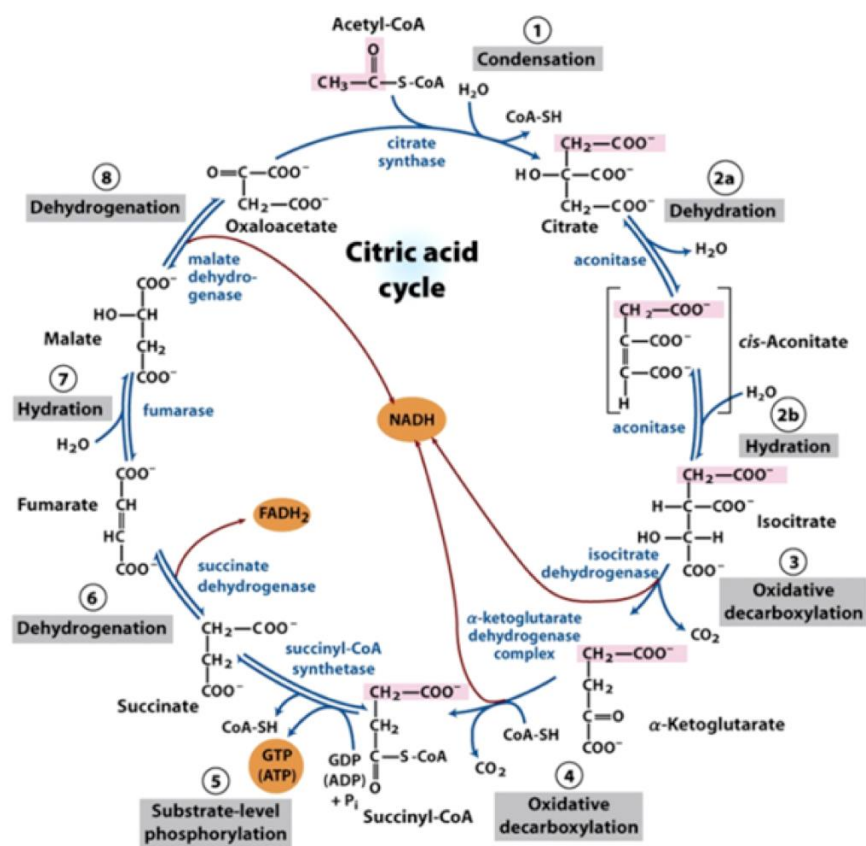 Acetyl-CoA
O
CH₃—C—S-CoA
1
Condensation
H₂O
CoA-SH
citrate
synthase
CH₂—COO⁻
HO—C—COO⁻
CH₂—COO⁻
Citrate
2a
Dehydration
aconitase
H₂O
CH₂—COO⁻
C—COO⁻
C—COO⁻
H
cis-Aconitate
aconitase
H₂O
2b
Hydration
CH₂—COO⁻
H—C—COO⁻
HO—C—H
COO⁻
Isocitrate
isocitrate
dehydrogenase
3
Oxidative
decarboxylation
CO₂
CH₂—COO⁻
CH₂
C=O
COO⁻
α-Ketoglutarate
α-ketoglutarate
dehydrogenase
complex
CoA-SH
CO₂
4
Oxidative
decarboxylation
CH₂—COO⁻
CH₂
C—S-CoA
O
Succinyl-CoA
succinyl-CoA
synthetase
CoA-SH
GTP
(ATP)
GDP
(ADP)
+ Pᵢ
5
Substrate-level
phosphorylation
CH₂—COO⁻
CH₂
COO⁻
Succinate
succinate
dehydrogenase
FADH₂
6
Dehydrogenation
COO⁻
CH
HC
COO⁻
Fumarate
fumarase
H₂O
7
Hydration
COO⁻
HO—CH
CH₂
COO⁻
Malate
malate
dehydro-
genase
8
Dehydrogenation
O=C—COO⁻
CH₂—COO⁻
Oxaloacetate
Citric acid
cycle
NADH